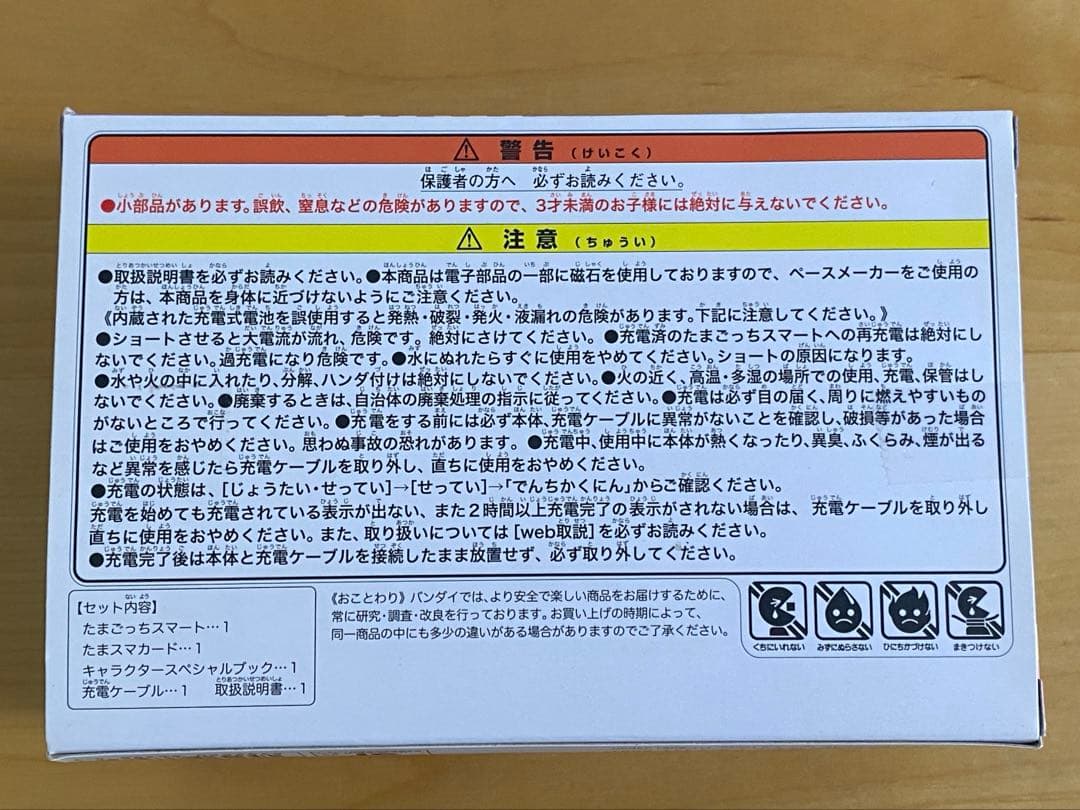 警告（けいこく）
保護者の方へ 必ずお読みください。
●小部品があります。誤飲、窒息などの危険がありますので、3才未満のお子様には絶対に与えないでください。
注意（ちゅうい）
●取扱説明書を必ずお読みください。●本商品は電子部品の一部に磁石を使用しておりますので、ペースメーカーをご使用の
方は、本商品を身体に近づけないようにご注意ください。
《内蔵された充電式電池を誤使用すると発熱・破裂・発火・液漏れの危険があります。下記に注意してください。》
●ショートさせると大電流が流れ、危険です。絶対にさけてください。●充電済のたまごっちスマートへの再充電は絶対に
しないでください。過充電になり危険です。●水にぬれたらすぐに使用をやめてください。ショートの原因になります。
●水や火の中に入れたり、分解、ハンダ付けは絶対にしないでください。●火の近く、高温・多湿の場所での使用、充電、保管はし
ないでください。●廃棄するときは、自治体の廃棄処理の指示に従ってください。●充電は必ず目の届く、周りに燃えやすいもの
がないところで行ってください。●充電をする前には必ず本体、充電ケーブルに異常がないことを確認し、破損等があった場合
はご使用をおやめください。思わぬ事故の恐れがあります。●充電中、使用中に本体が熱くなったり、異臭、ふくらみ、煙が出る
など異常を感じたら充電ケーブルを取り外し、直ちに使用をおやめください。
●充電の状態は、[じょうたい・せってい]→[せってい]→「でんちかくにん」からご確認ください。
充電を始めても充電されている表示が出ない、また2時間以上充電完了の表示がされない場合は、充電ケーブルを取り外し
直ちに使用をおやめください。また、取り扱いについては[web取説]を必ずお読みください。
●充電完了後は本体と充電ケーブルを接続したまま放置せず、必ず取り外してください。
【セット内容】
たまごっちスマート…1
たまスマカード…1
キャラクタースペシャルブック…1
充電ケーブル…1 取扱説明書…1
《おことわり》バンダイでは、より安全で楽しい商品をお届けするために、
常に研究・調査・改良を行っております。お買い上げの時期によって、
同一商品の中にも多少の違いがある場合がありますのでご了承ください。
くちにいれない みずにぬらさない ひにちかづけない まきつけない